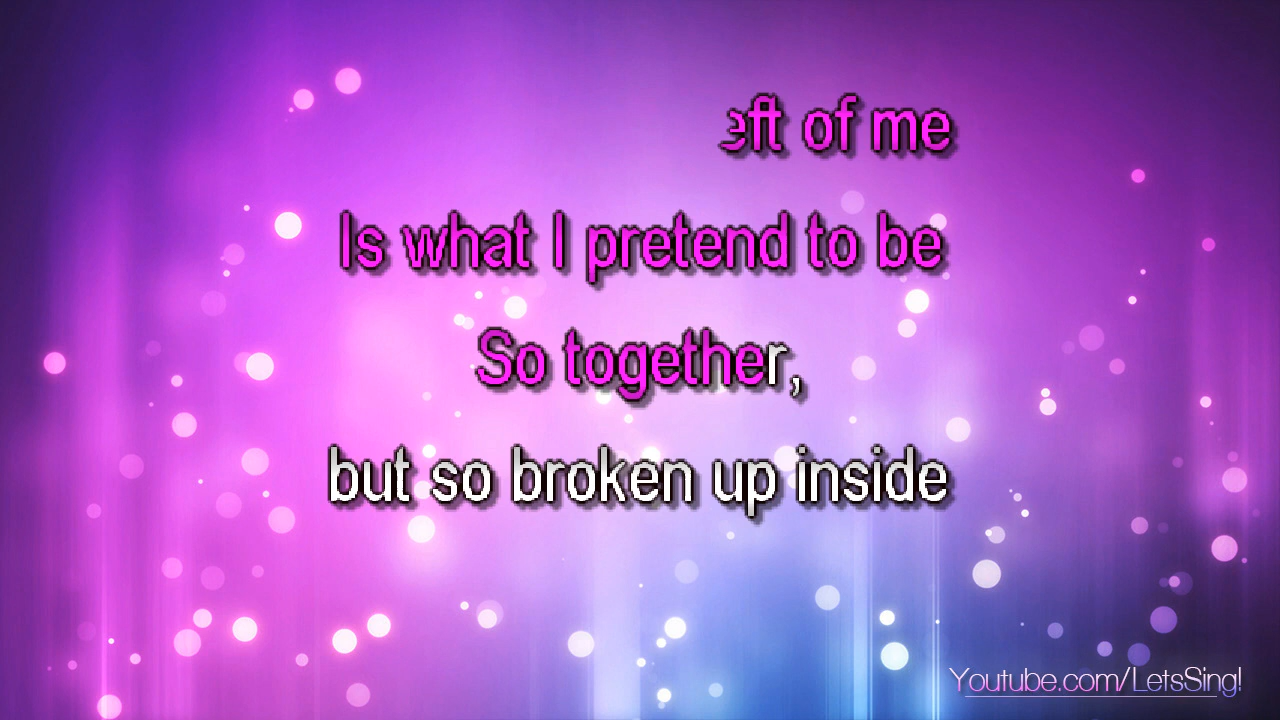 eft of me
Is what I pretend to be
So together,
but so broken up inside
Youtube.com/LetsSing!